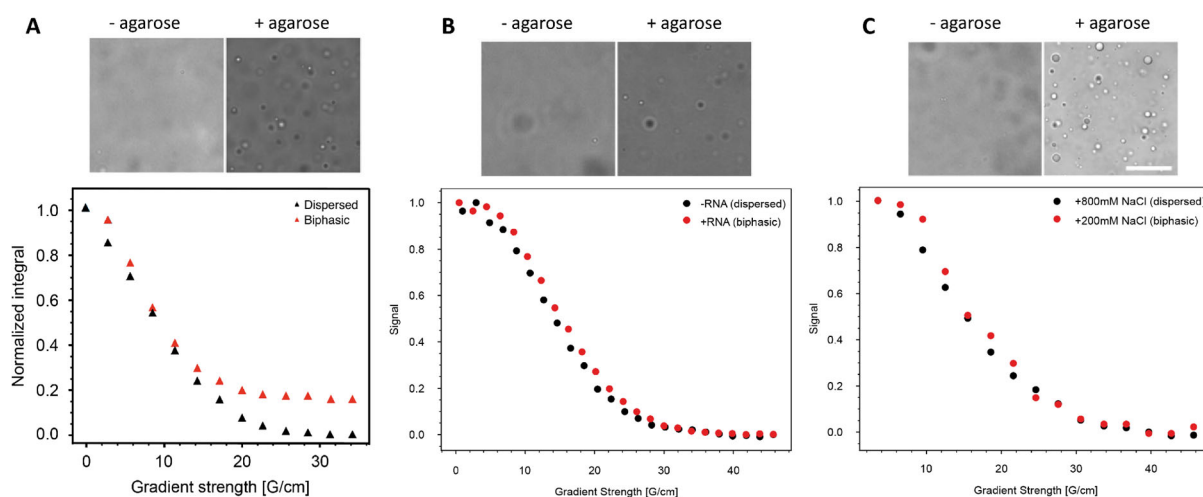 A
- agarose
+ agarose
Normalized integral
1.0
0.8
0.6
0.4
0.2
0.0
Dispersed
Biphasic
0
10
20
30
Gradient strength [G/cm]
B
- agarose
+ agarose
Signal
1.0
0.8
0.6
0.4
0.2
0.0
-RNA (dispersed)
+RNA (biphasic)
0
10
20
30
40
Gradient Strength [G/cm]
C
- agarose
+ agarose
Signal
1.0
0.8
0.6
0.4
0.2
0.0
+800mM NaCl (dispersed)
+200mM NaCl (biphasic)
10
20
30
40
Gradient Strength [G/cm]